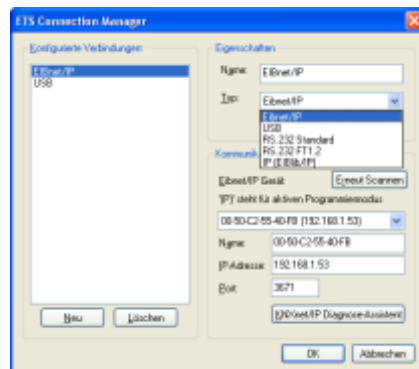 ETS Connection Manager
Konfigurierte Verbindungen:
EIBnet/IP
USB
Neu
Löschen
Eigenschaften
Name:
EIBnet/IP
Typ:
Eibnet/IP
Eibnet/IP
USB
RS.232 Standard
RS.232 FT1.2
IP (EIBlib/IP)
Kommunik
Eibnet/IP Gerät:
Erneut Scannen
'(P)' steht für aktiven Programmiermodus
00-50-C2-55-40-FB (192.168.1.53)
Name:
00-50-C2-55-40-FB
IP-Adresse:
192.168.1.53
Port:
3671
KNXnet/IP Diagnose-Assistent
OK
Abbrechen